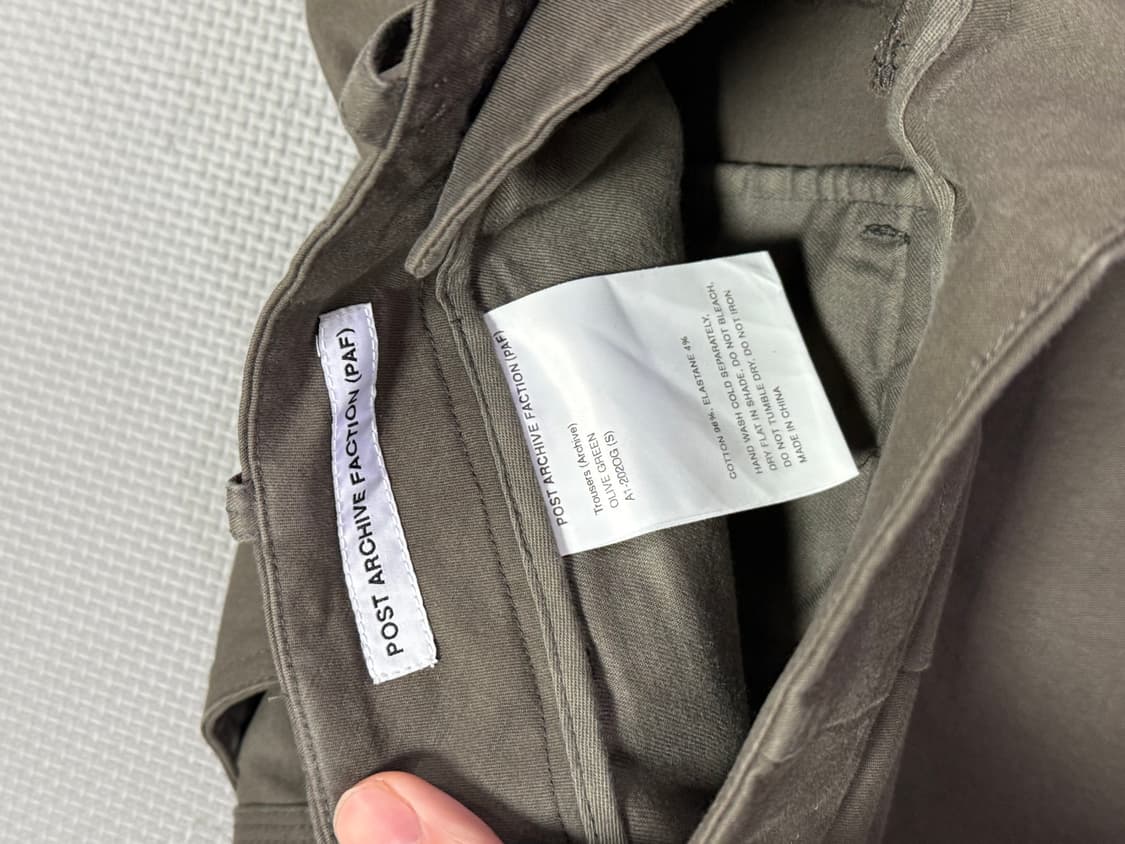 POST ARCHIVE FACTION (PAF)
POST ARCHIVE FACTION (PAF)
Trousers (Archive)
OLIVE GREEN
A1-202OG (S)
COTTON 96%, ELASTANE 4%
HAND WASH COLD SEPARATELY,
DRY FLAT IN SHADE, DO NOT BLEACH,
DO NOT TUMBLE DRY, DO NOT IRON
MADE IN CHINA